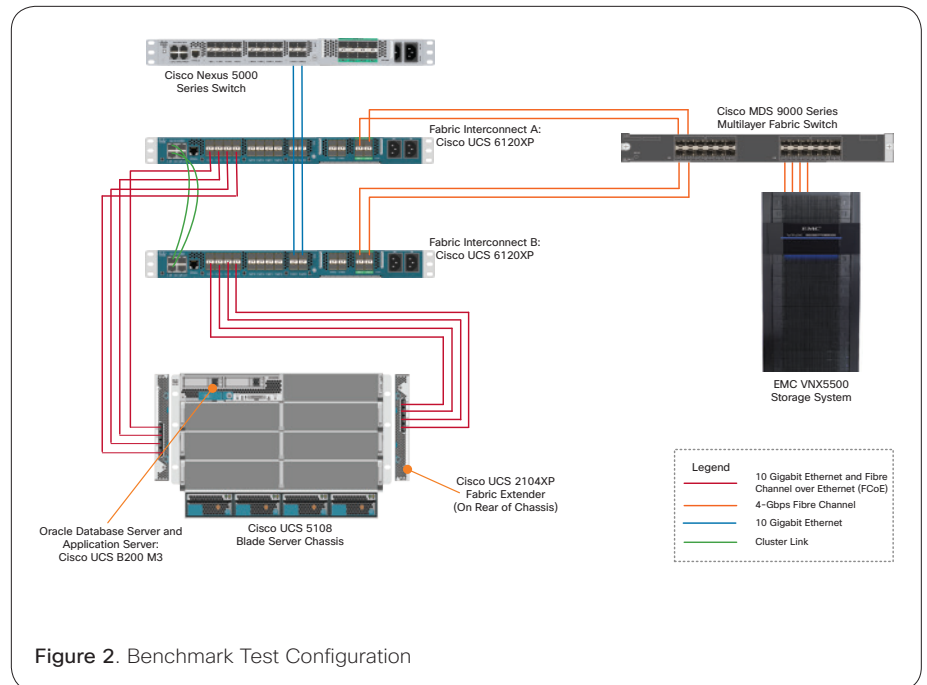 Cisco Nexus 5000
Series Switch
Fabric Interconnect A:
Cisco UCS 6120XP
Cisco MDS 9000 Series
Multilayer Fabric Switch
Fabric Interconnect B:
Cisco UCS 6120XP
EMC²
EMC VNX5500
Storage System
Cisco UCS 2104XP
Fabric Extender
(On Rear of Chassis)
Oracle Database Server and
Application Server:
Cisco UCS B200 M3
Cisco UCS 5108
Blade Server Chassis
Legend
10 Gigabit Ethernet and Fibre
Channel over Ethernet (FCoE)
4-Gbps Fibre Channel
10 Gigabit Ethernet
Cluster Link
Figure 2. Benchmark Test Configuration